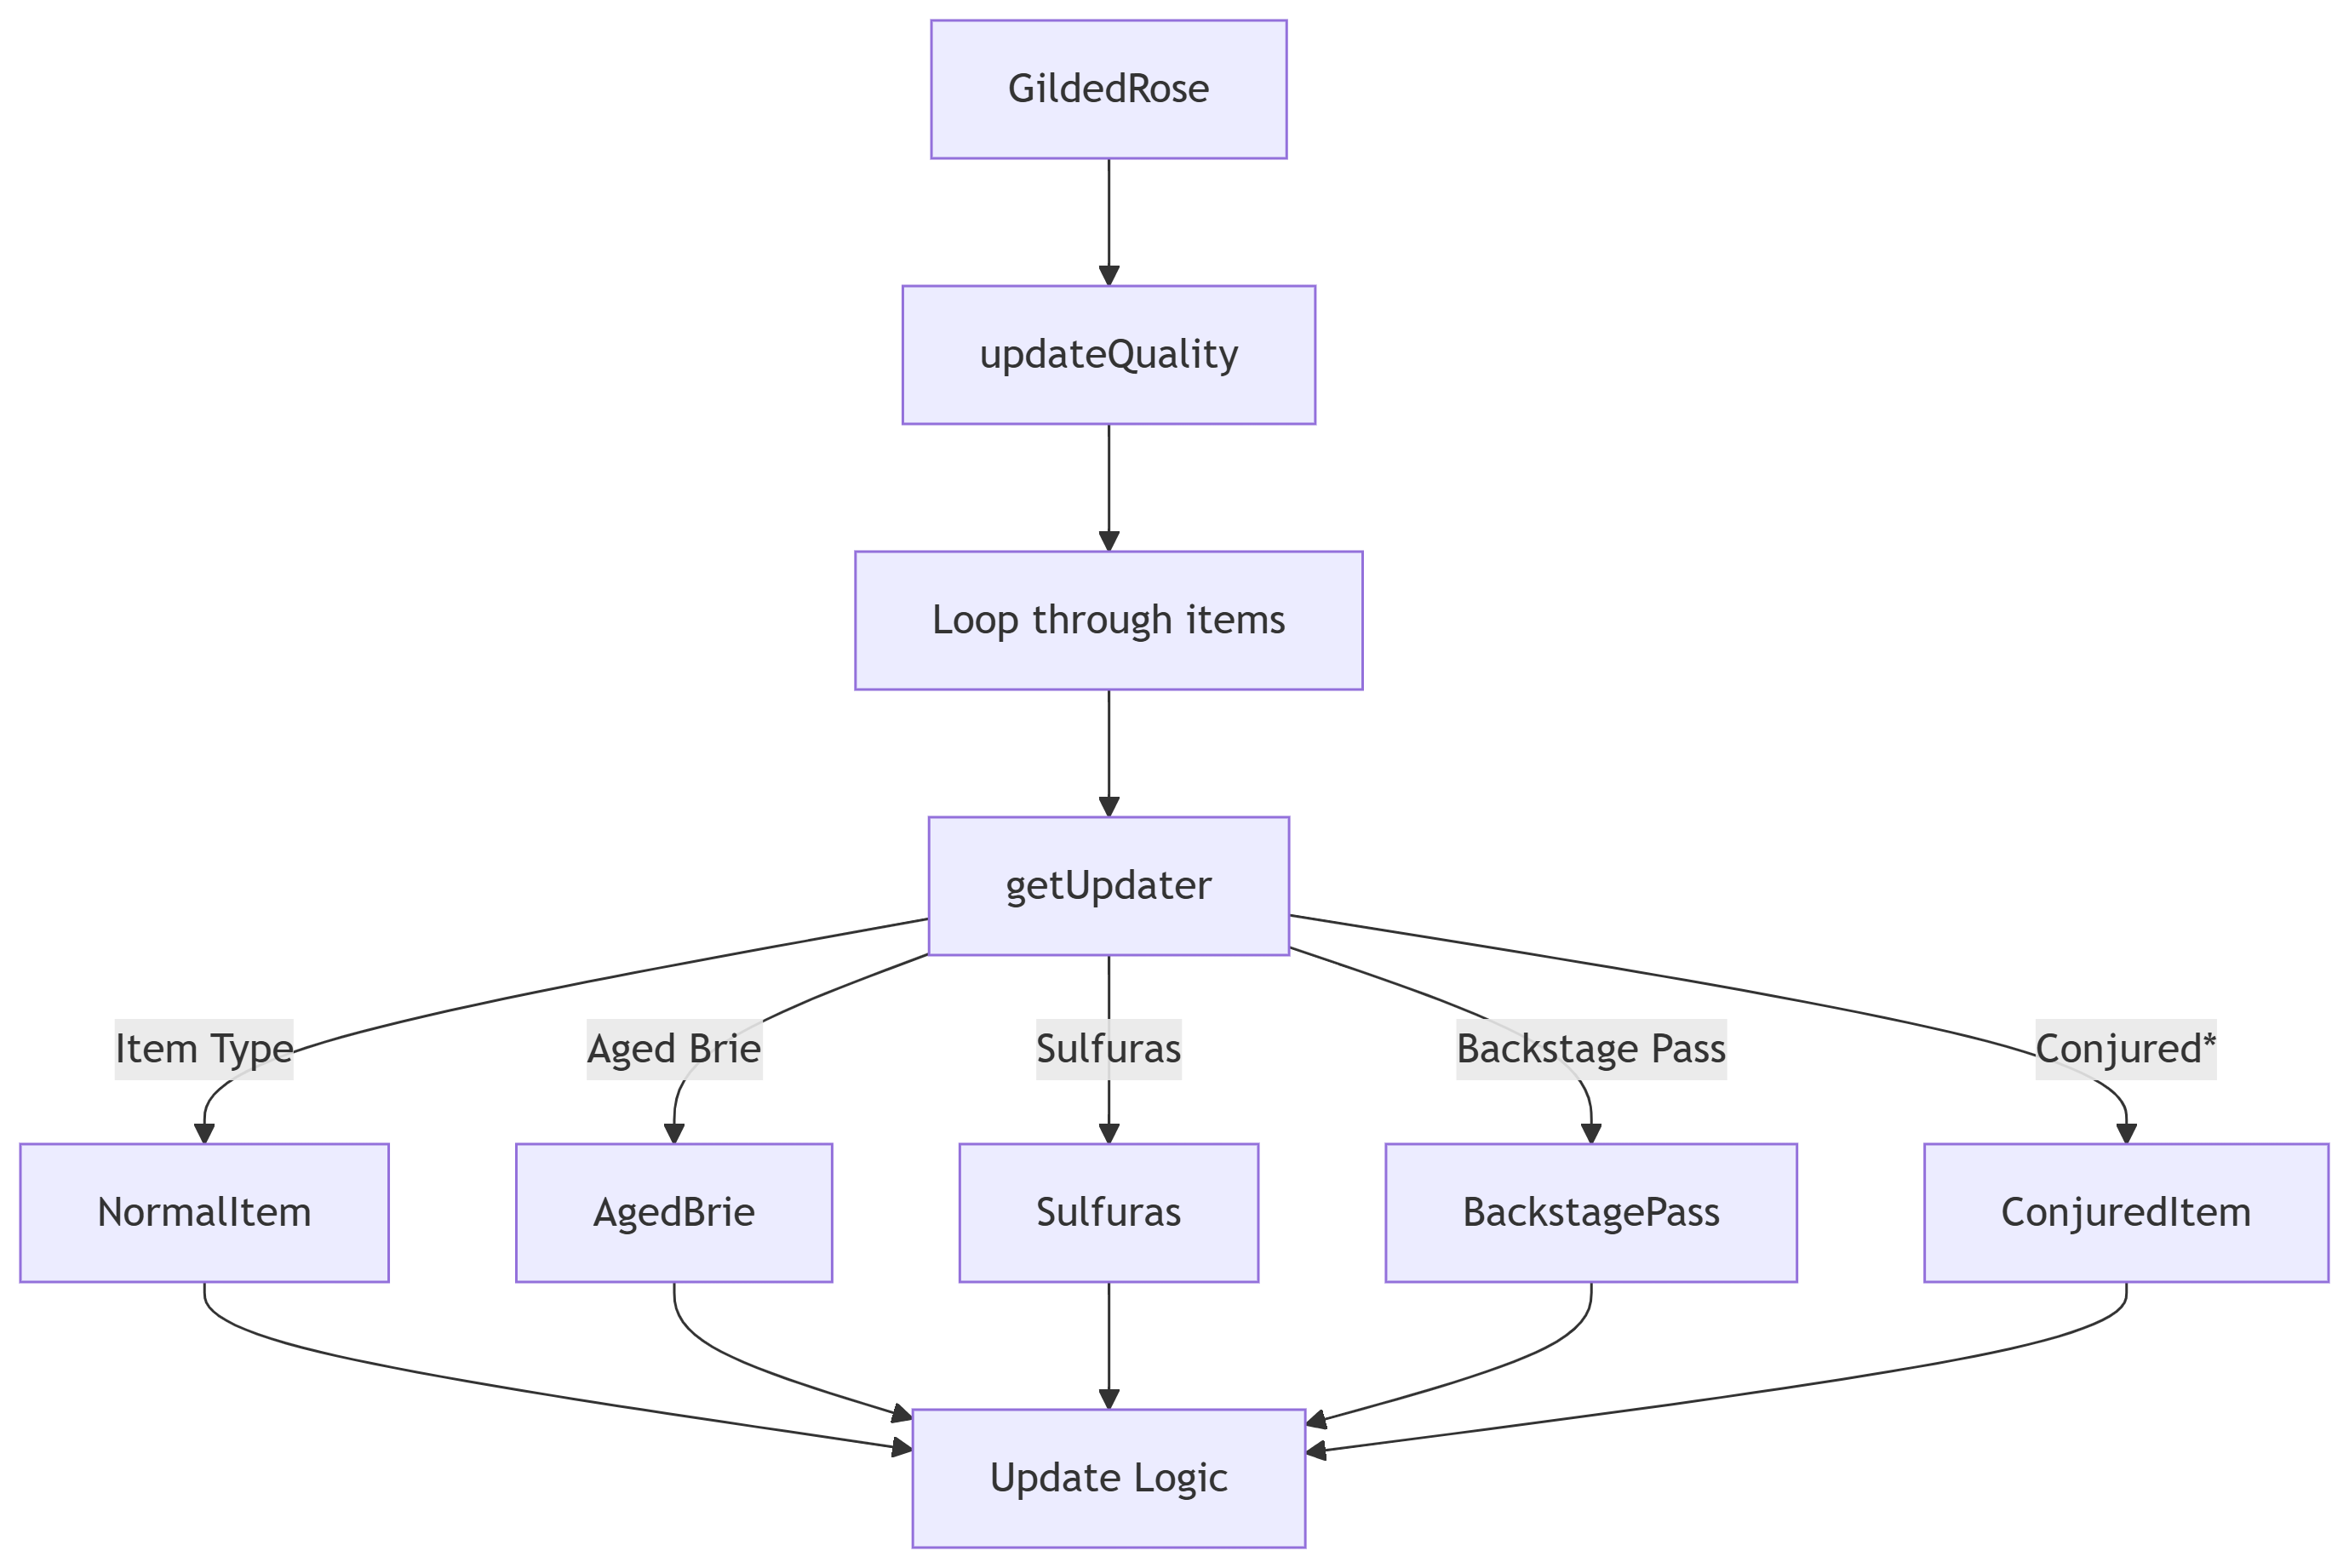 GildedRose
updateQuality
Loop through items
getUpdater
Item Type
Aged Brie
Sulfuras
Backstage Pass
Conjured*
NormalItem
AgedBrie
Sulfuras
BackstagePass
ConjuredItem
Update Logic